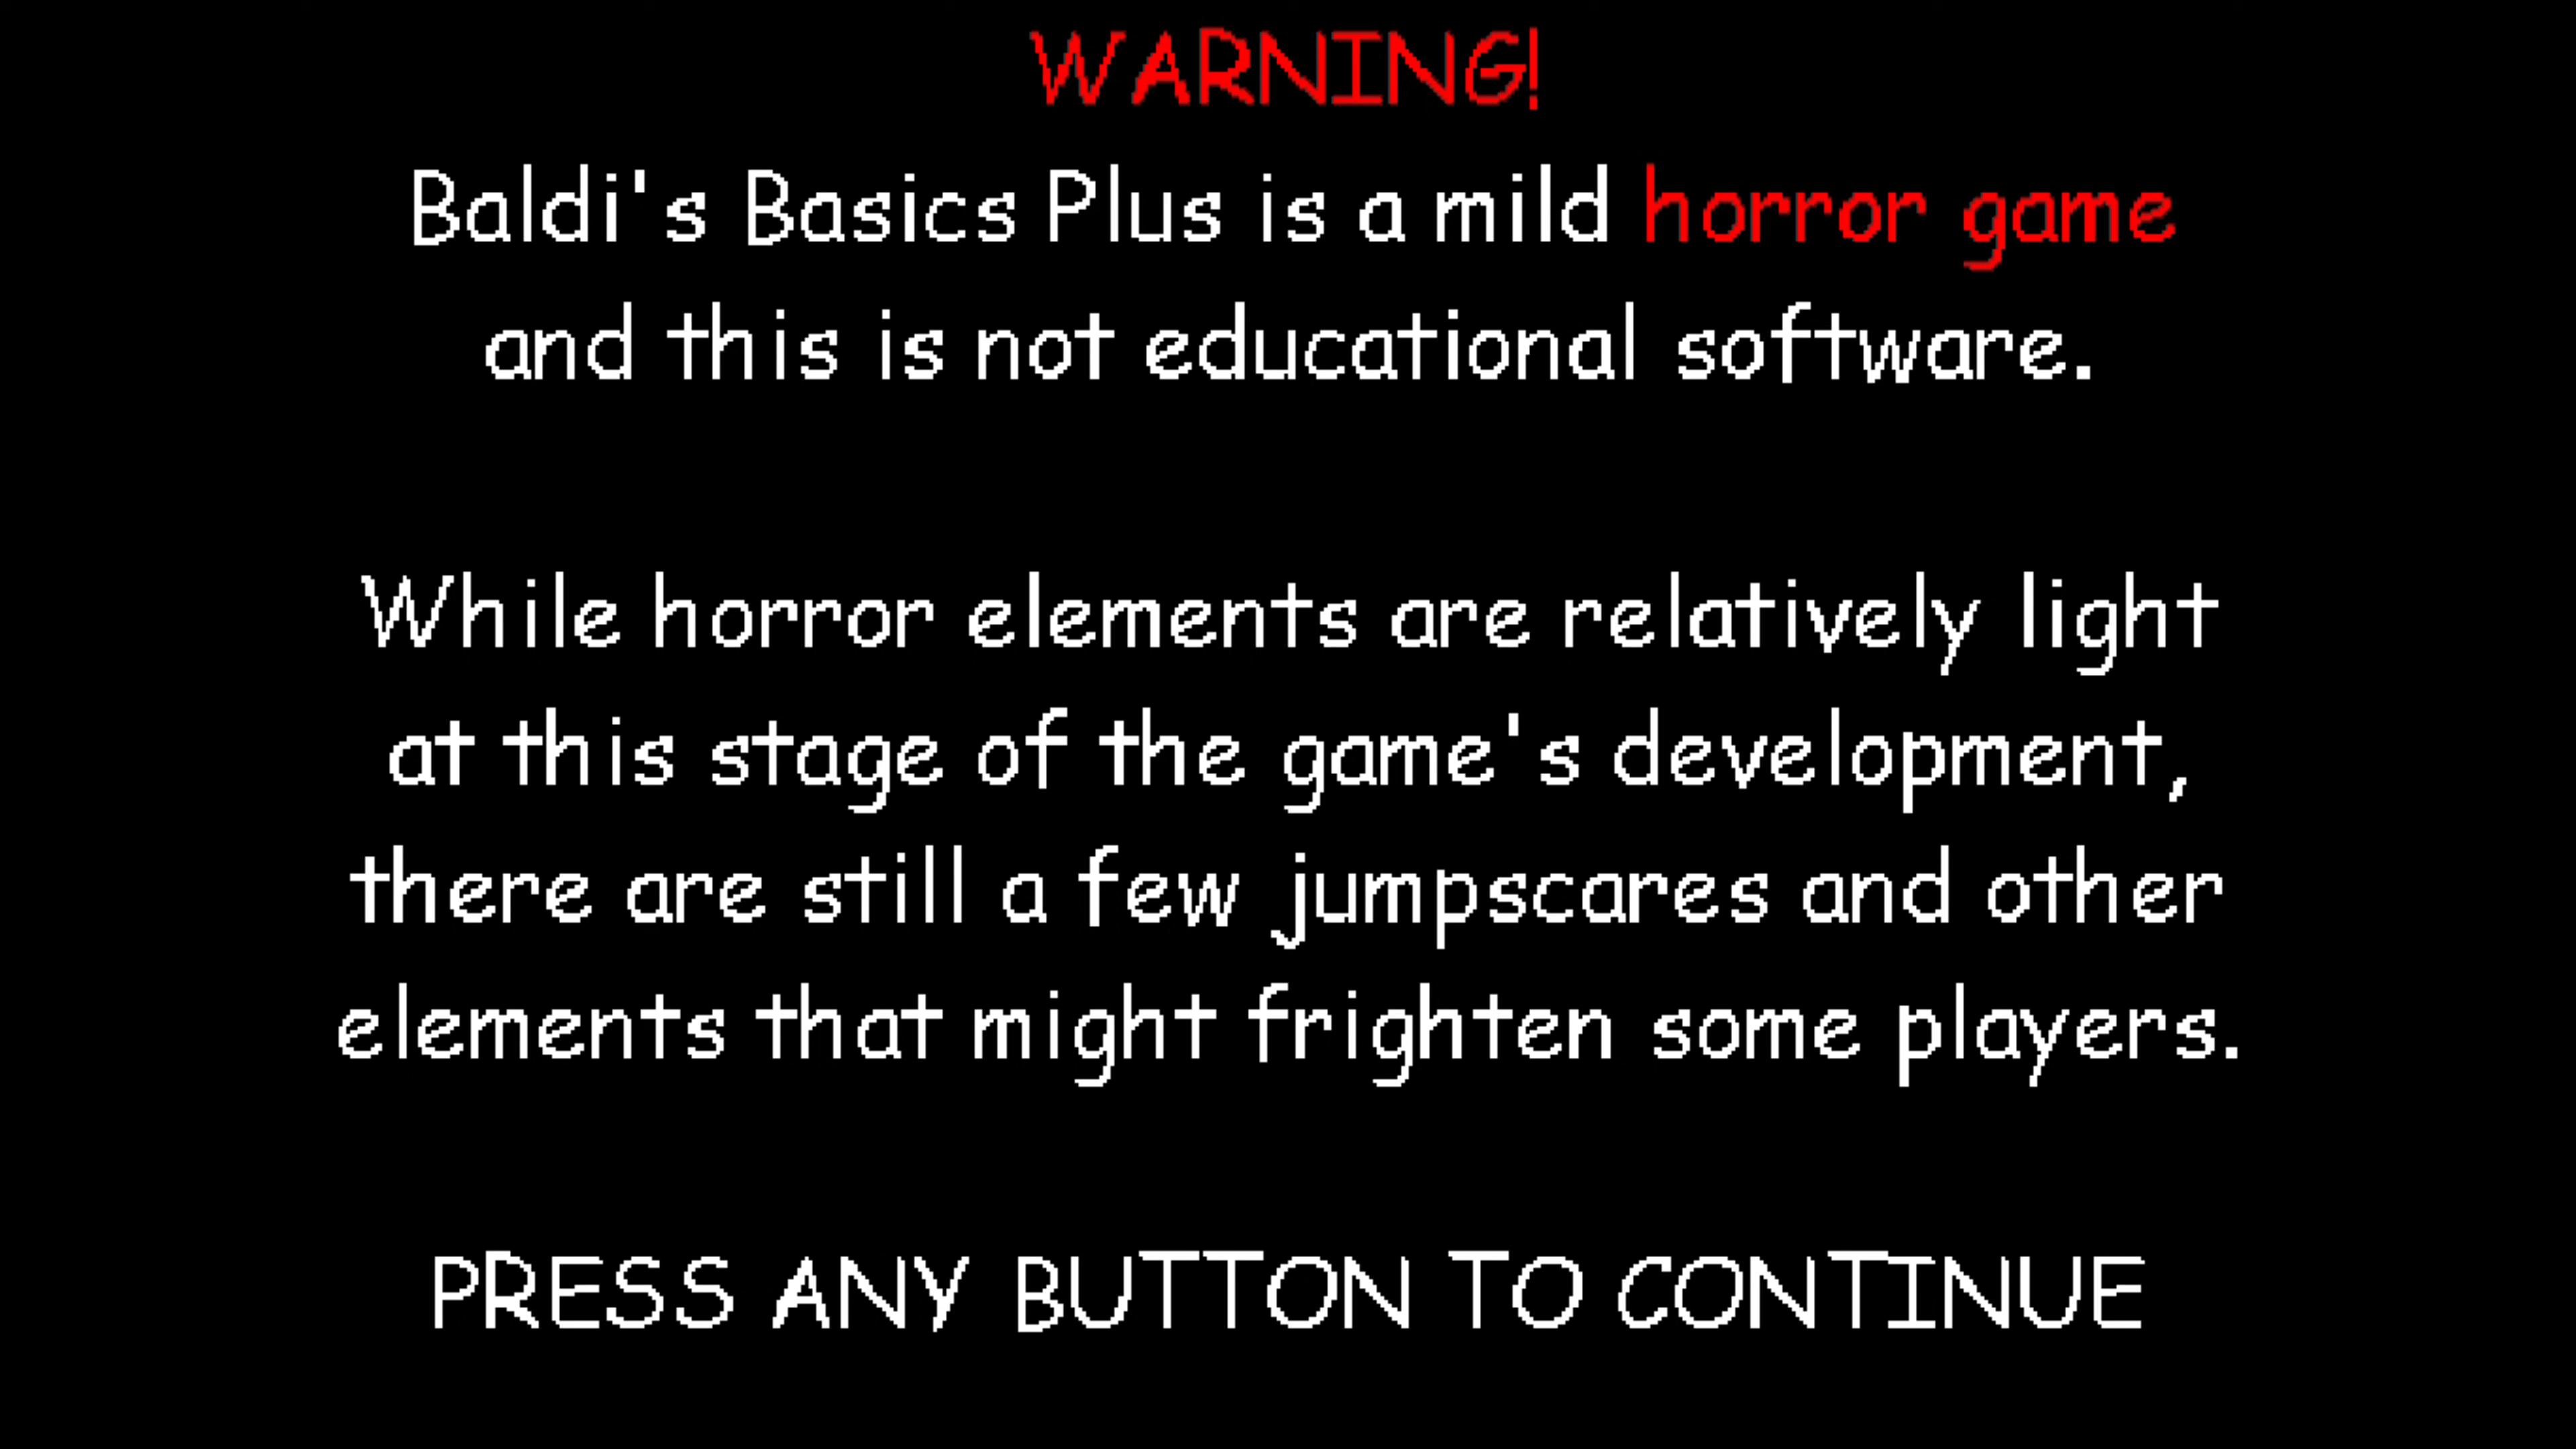 WARNING!
Baldi's Basics Plus is a mild horror game
and this is not educational software.
While horror elements are relatively light
at this stage of the game's development,
there are still a few jumpscares and other
elements that might frighten some players.
PRESS ANY BUTTON TO CONTINUE